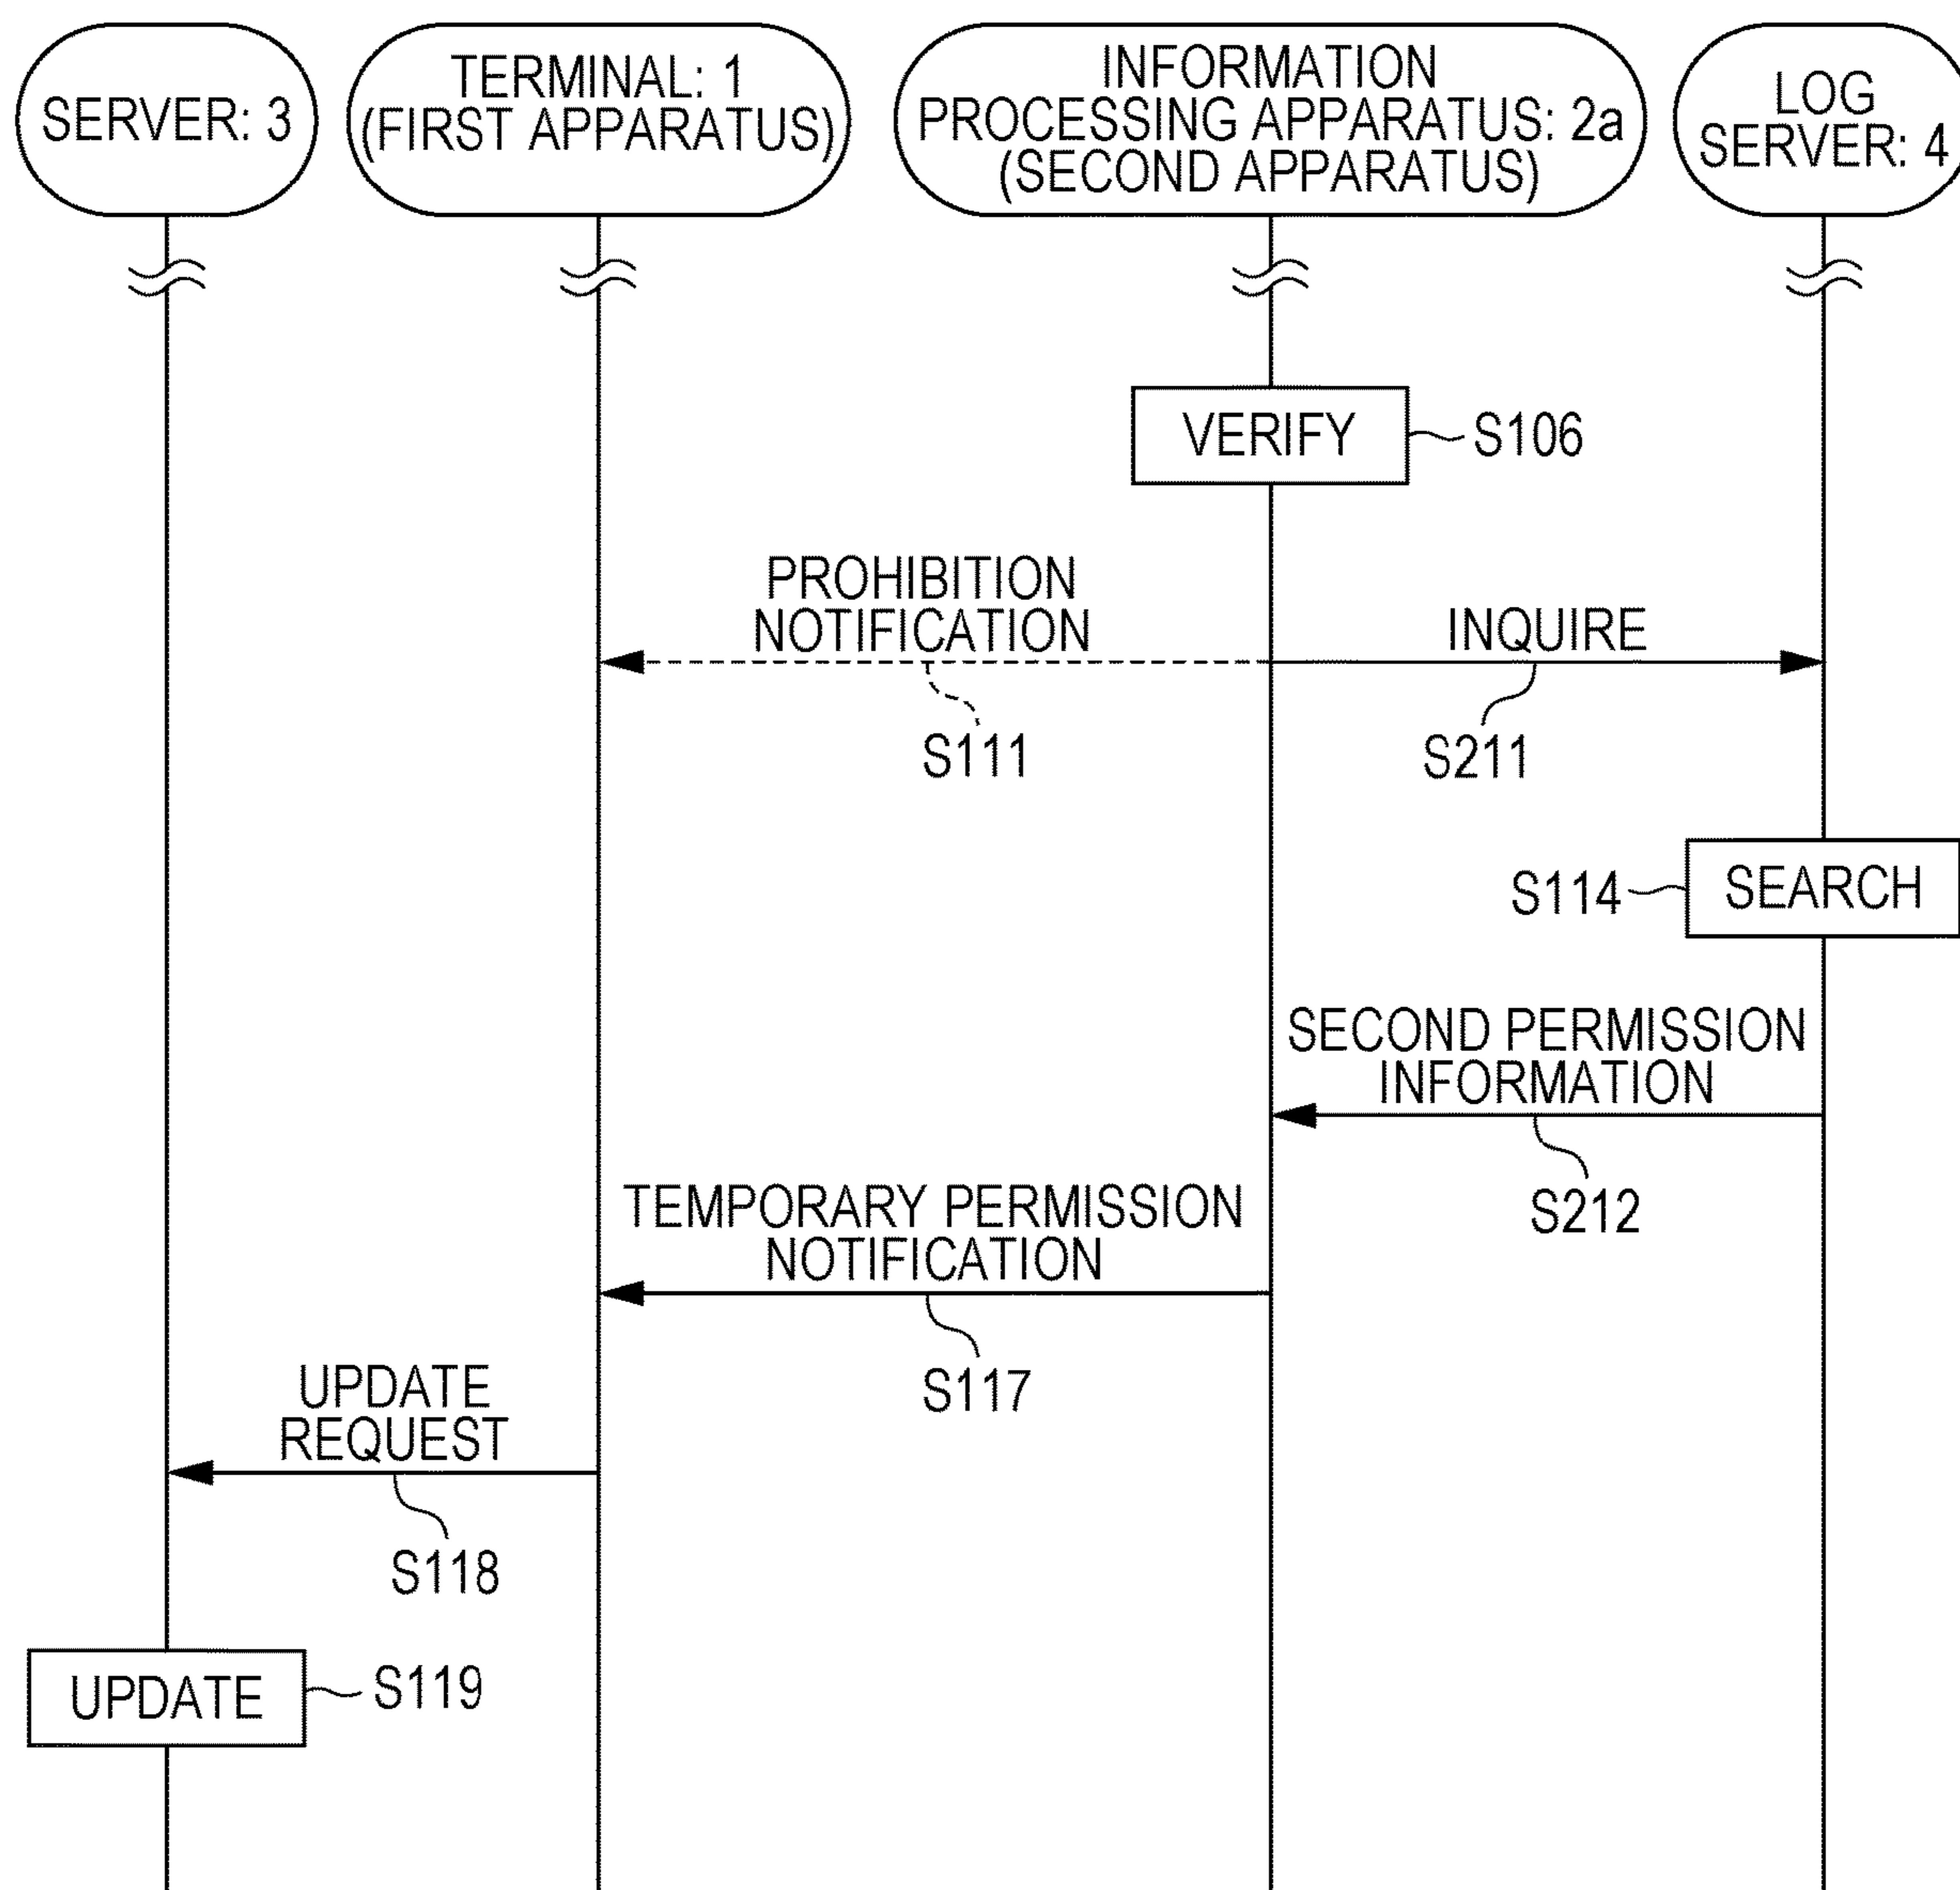 SERVER: 3
TERMINAL: 1
(FIRST APPARATUS)
INFORMATION
PROCESSING APPARATUS: 2a
(SECOND APPARATUS)
LOG
SERVER: 4
VERIFY
S106
PROHIBITION
NOTIFICATION
S111
INQUIRE
S211
S114
SEARCH
SECOND PERMISSION
INFORMATION
S212
TEMPORARY PERMISSION
NOTIFICATION
S117
UPDATE
REQUEST
S118
UPDATE
S119